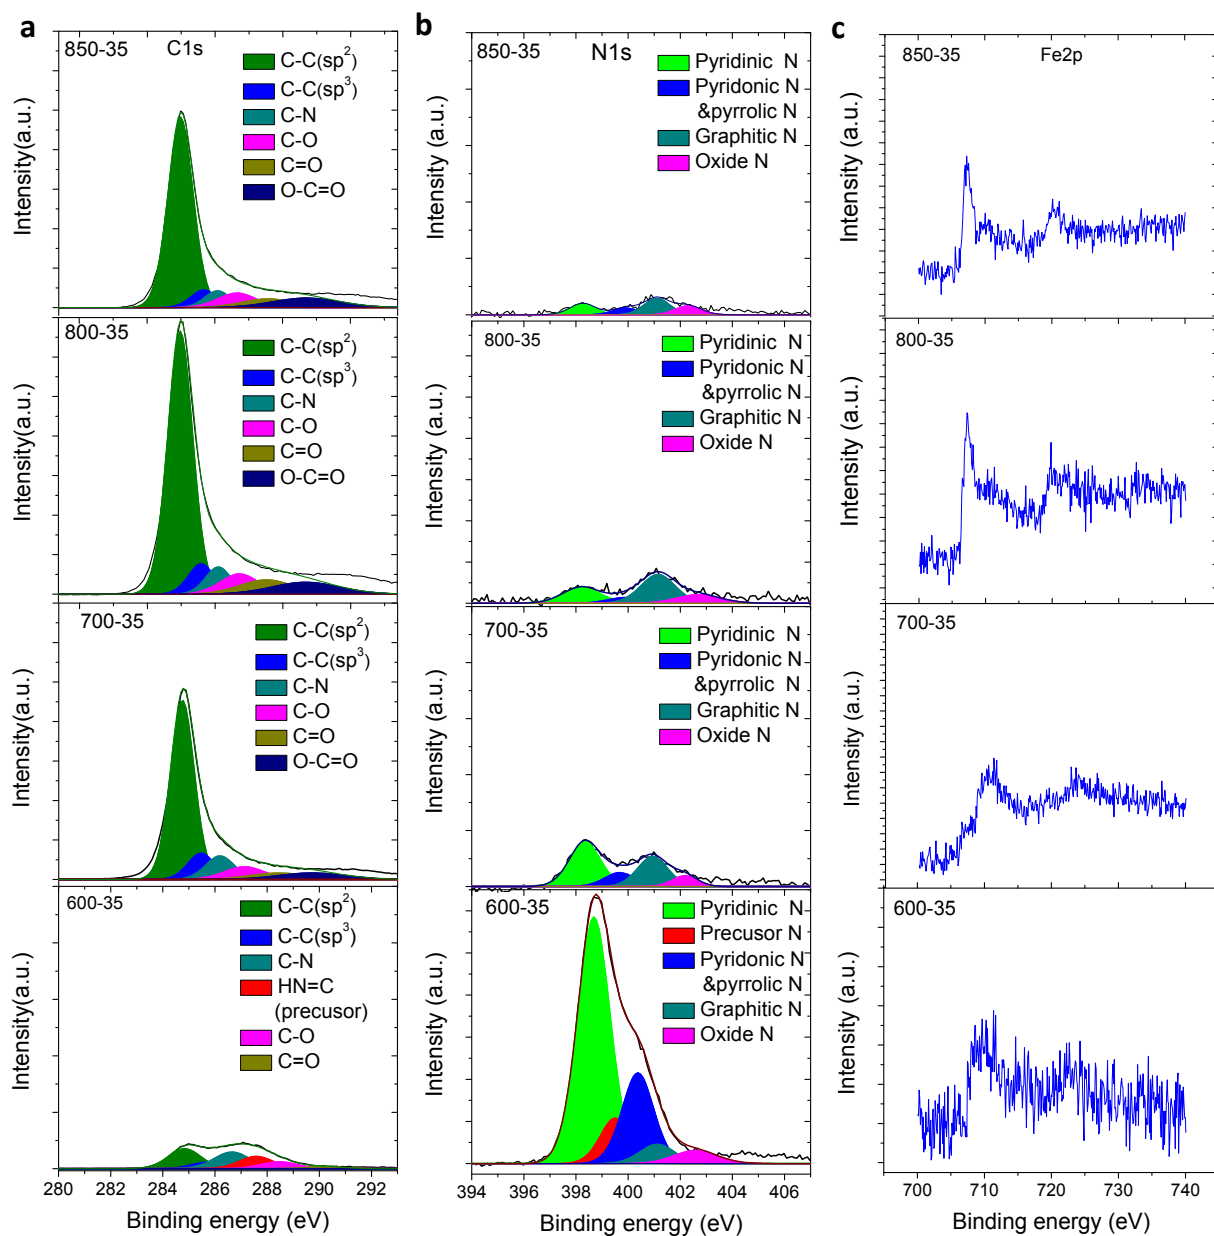 a
850-35 C1s
C-C(sp²)
C-C(sp³)
C-N
C-O
C=O
O-C=O
Intensity(a.u.)
800-35
C-C(sp²)
C-C(sp³)
C-N
C-O
C=O
O-C=O
Intensity(a.u.)
700-35
C-C(sp²)
C-C(sp³)
C-N
C-O
C=O
O-C=O
Intensity(a.u.)
600-35
C-C(sp²)
C-C(sp³)
C-N
HN=C
(precusor)
C-O
C=O
Intensity(a.u.)
280 282 284 286 288 290 292
Binding energy (eV)
b
850-35 N1s
Pyridinic N
Pyridonic N
&pyrrolic N
Graphitic N
Oxide N
Intensity (a.u.)
800-35
Pyridinic N
Pyridonic N
&pyrrolic N
Graphitic N
Oxide N
Intensity (a.u.)
700-35
Pyridinic N
Pyridonic N
&pyrrolic N
Graphitic N
Oxide N
Intensity (a.u.)
600-35
Pyridinic N
Precusor N
Pyridonic N
&pyrrolic N
Graphitic N
Oxide N
Intensity (a.u.)
394 396 398 400 402 404 406
Binding energy (eV)
c
850-35 Fe2p
Intensity (a.u.)
800-35
Intensity (a.u.)
700-35
Intensity (a.u.)
600-35
Intensity (a.u.)
700 710 720 730 740
Binding energy (eV)